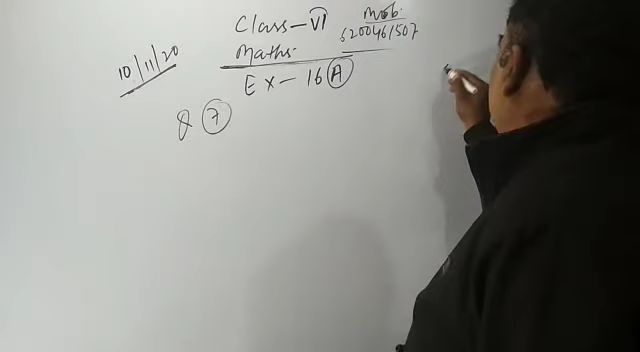 Class - VI
Mob.
6200461507
Maths.
10/11/20
Ex - 16 A
Q 7